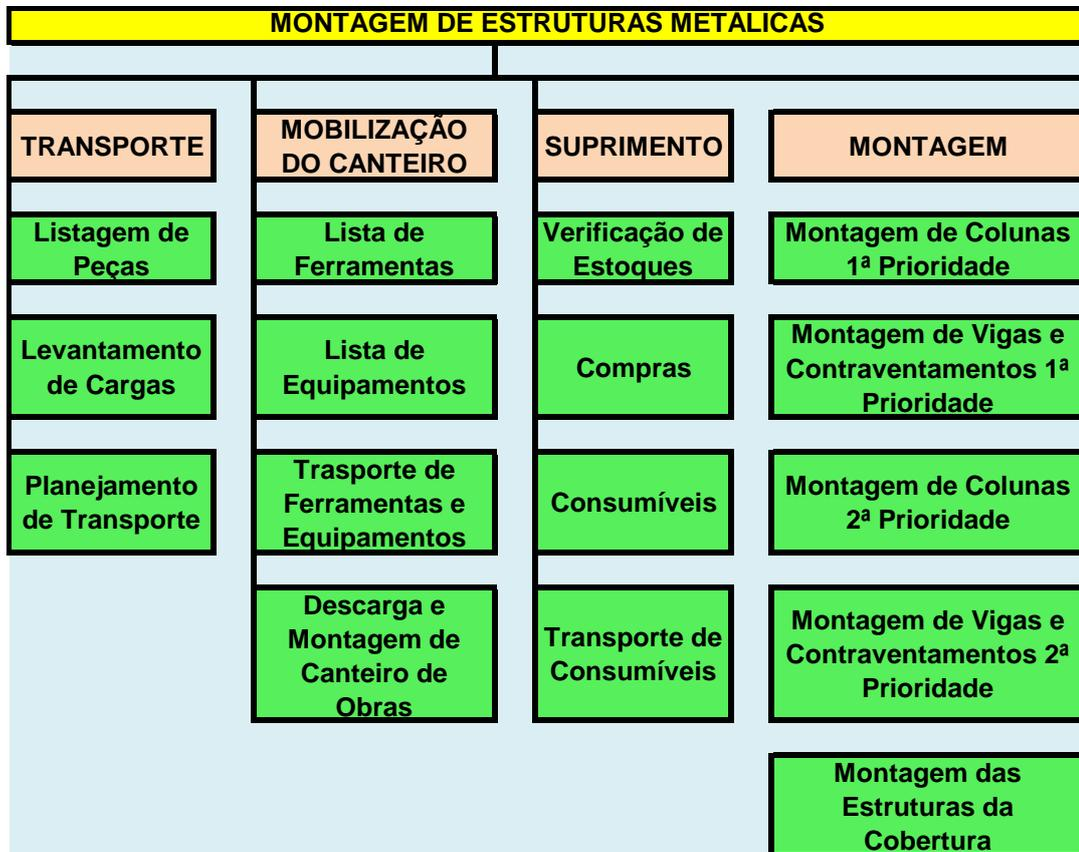 MONTAGEM DE ESTRUTURAS METÁLICAS
TRANSPORTE
MOBILIZAÇÃO
DO CANTEIRO
SUPRIMENTO
MONTAGEM
Listagem de
Peças
Lista de
Ferramentas
Verificação de
Estoques
Montagem de Colunas
1ª Prioridade
Levantamento
de Cargas
Lista de
Equipamentos
Compras
Montagem de Vigas e
Contraventamentos 1ª
Prioridade
Planejamento
de Transporte
Trasporte de
Ferramentas e
Equipamentos
Consumíveis
Montagem de Colunas
2ª Prioridade
Descarga e
Montagem de
Canteiro de
Obras
Transporte de
Consumíveis
Montagem de Vigas e
Contraventamentos 2ª
Prioridade
Montagem das
Estruturas da
Cobertura